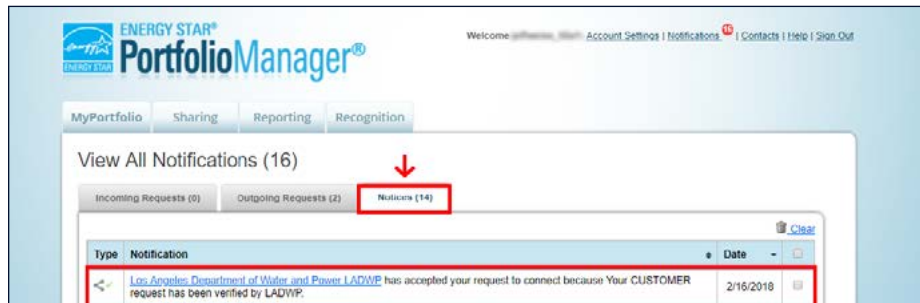 ENERGY STAR®
PortfolioManager®
ENERGY STAR
Welcome Account Settings | Notifications 16 | Contacts | Help | Sign Out
MyPortfolio Sharing Reporting Recognition
View All Notifications (16)
Incoming Requests (0) Outgoing Requests (2) Notices (14)
Clear
Type Notification Date
Los Angeles Department of Water and Power LADWP has accepted your request to connect because Your CUSTOMER
request has been verified by LADWP.
2/16/2018